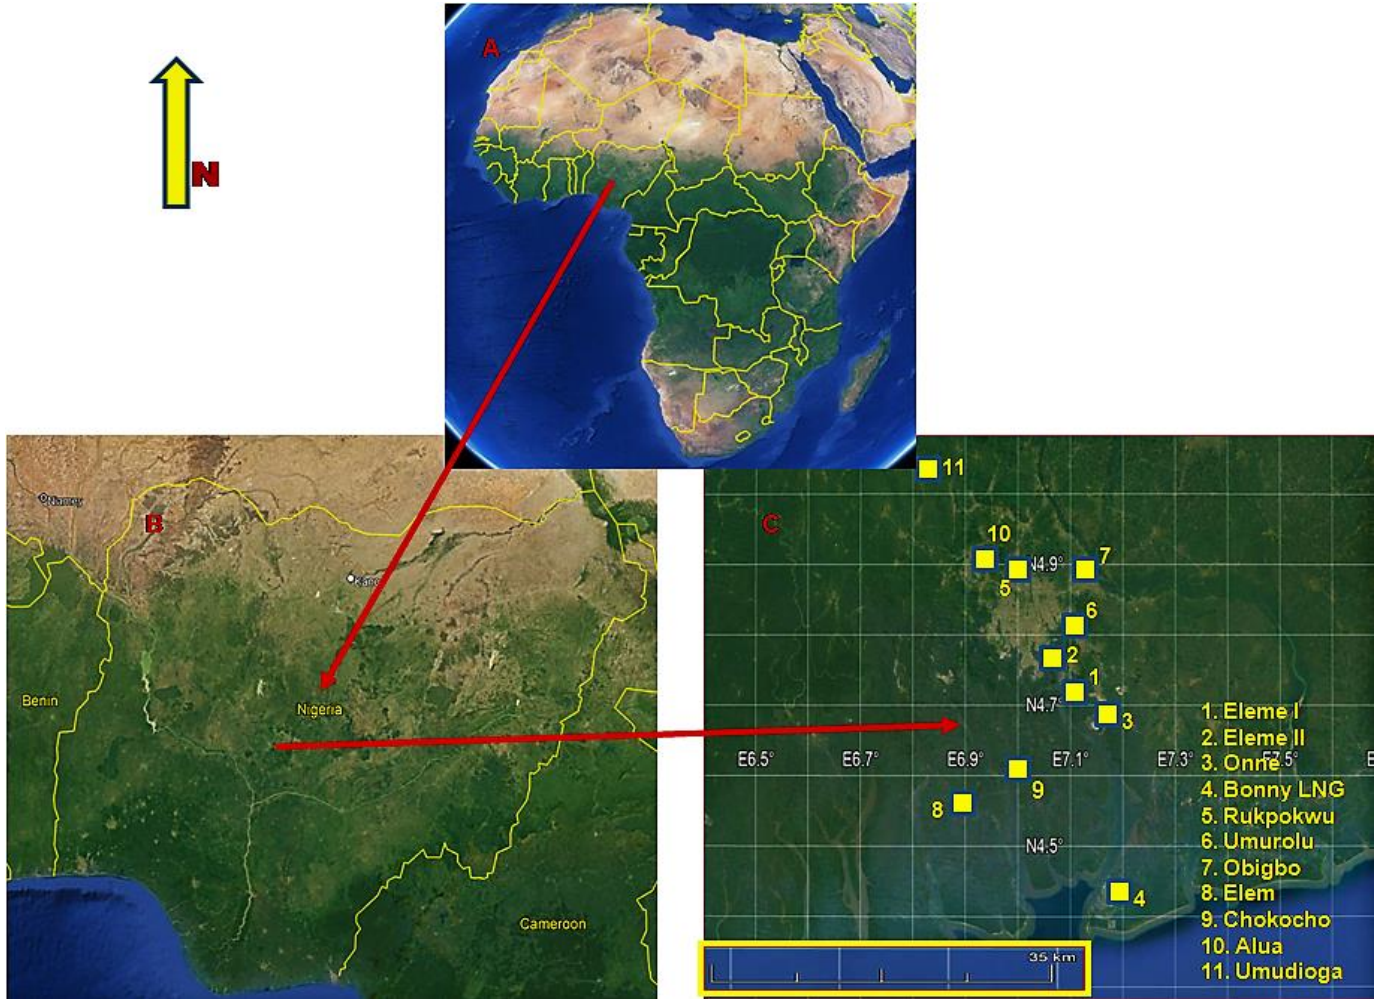 N
A
B
Niamey
Kano
Benin
Nigeria
Cameroon
C
11
10
5
N4.9°
7
6
2
1
N4.7°
3
E6.5°
E6.9°
E7.1°
E7.3°
E7.5°
E
9
8
N4.5°
4
1. Eleme I
2. Eleme II
3. Onne
4. Bonny LNG
5. Rukpokwu
6. Umurolu
7. Obigbo
8. Elem
9. Chokocho
10. Alua
11. Umudioga
35 km